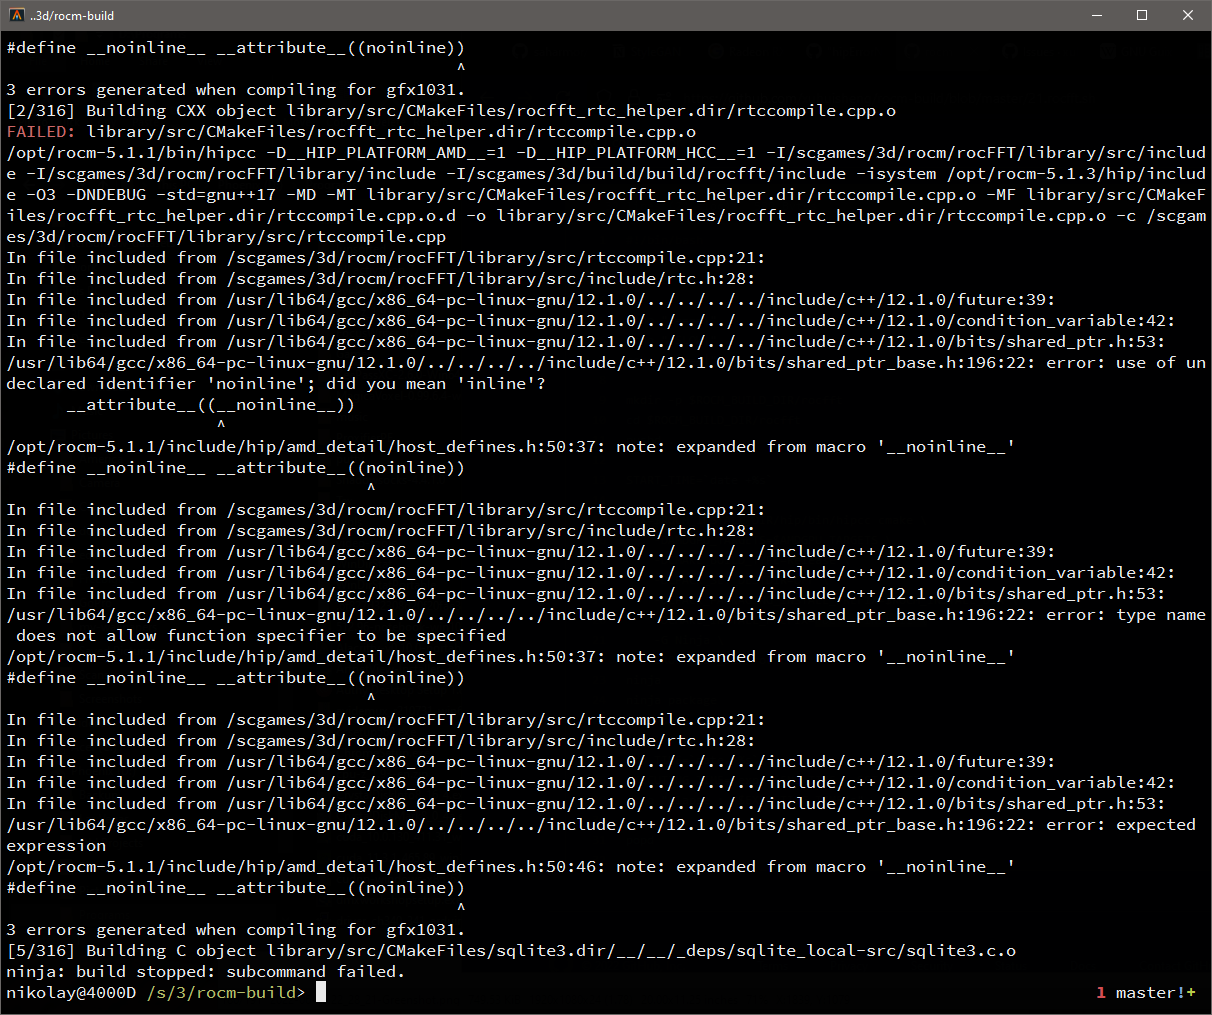 ..3d/rocm-build
#define __noinline__ __attribute__((noinline))
^
3 errors generated when compiling for gfx1031.
[2/316] Building CXX object library/src/CMakeFiles/rocfft_rtc_helper.dir/rtccompile.cpp.o
FAILED: library/src/CMakeFiles/rocfft_rtc_helper.dir/rtccompile.cpp.o
/opt/rocm-5.1.1/bin/hipcc -D__HIP_PLATFORM_AMD__=1 -D__HIP_PLATFORM_HCC__=1 -I/scgames/3d/rocm/rocFFT/library/src/includ
e -I/scgames/3d/rocm/rocFFT/library/include -I/scgames/3d/build/build/rocfft/include -isystem /opt/rocm-5.1.3/hip/includ
e -O3 -DNDEBUG -std=gnu++17 -MD -MT library/src/CMakeFiles/rocfft_rtc_helper.dir/rtccompile.cpp.o -MF library/src/CMakeF
iles/rocfft_rtc_helper.dir/rtccompile.cpp.o.d -o library/src/CMakeFiles/rocfft_rtc_helper.dir/rtccompile.cpp.o -c /scgam
es/3d/rocm/rocFFT/library/src/rtccompile.cpp
In file included from /scgames/3d/rocm/rocFFT/library/src/rtccompile.cpp:21:
In file included from /scgames/3d/rocm/rocFFT/library/src/include/rtc.h:28:
In file included from /usr/lib64/gcc/x86_64-pc-linux-gnu/12.1.0/../../../../include/c++/12.1.0/future:39:
In file included from /usr/lib64/gcc/x86_64-pc-linux-gnu/12.1.0/../../../../include/c++/12.1.0/condition_variable:42:
In file included from /usr/lib64/gcc/x86_64-pc-linux-gnu/12.1.0/../../../../include/c++/12.1.0/bits/shared_ptr.h:53:
/usr/lib64/gcc/x86_64-pc-linux-gnu/12.1.0/../../../../include/c++/12.1.0/bits/shared_ptr_base.h:196:22: error: use of un
declared identifier 'noinline'; did you mean 'inline'?
__attribute__((__noinline__))
^
/opt/rocm-5.1.1/include/hip/amd_detail/host_defines.h:50:37: note: expanded from macro '__noinline__'
#define __noinline__ __attribute__((noinline))
^
In file included from /scgames/3d/rocm/rocFFT/library/src/rtccompile.cpp:21:
In file included from /scgames/3d/rocm/rocFFT/library/src/include/rtc.h:28:
In file included from /usr/lib64/gcc/x86_64-pc-linux-gnu/12.1.0/../../../../include/c++/12.1.0/future:39:
In file included from /usr/lib64/gcc/x86_64-pc-linux-gnu/12.1.0/../../../../include/c++/12.1.0/condition_variable:42:
In file included from /usr/lib64/gcc/x86_64-pc-linux-gnu/12.1.0/../../../../include/c++/12.1.0/bits/shared_ptr.h:53:
/usr/lib64/gcc/x86_64-pc-linux-gnu/12.1.0/../../../../include/c++/12.1.0/bits/shared_ptr_base.h:196:22: error: type name
does not allow function specifier to be specified
/opt/rocm-5.1.1/include/hip/amd_detail/host_defines.h:50:37: note: expanded from macro '__noinline__'
#define __noinline__ __attribute__((noinline))
^
In file included from /scgames/3d/rocm/rocFFT/library/src/rtccompile.cpp:21:
In file included from /scgames/3d/rocm/rocFFT/library/src/include/rtc.h:28:
In file included from /usr/lib64/gcc/x86_64-pc-linux-gnu/12.1.0/../../../../include/c++/12.1.0/future:39:
In file included from /usr/lib64/gcc/x86_64-pc-linux-gnu/12.1.0/../../../../include/c++/12.1.0/condition_variable:42:
In file included from /usr/lib64/gcc/x86_64-pc-linux-gnu/12.1.0/../../../../include/c++/12.1.0/bits/shared_ptr.h:53:
/usr/lib64/gcc/x86_64-pc-linux-gnu/12.1.0/../../../../include/c++/12.1.0/bits/shared_ptr_base.h:196:22: error: expected
expression
/opt/rocm-5.1.1/include/hip/amd_detail/host_defines.h:50:46: note: expanded from macro '__noinline__'
#define __noinline__ __attribute__((noinline))
^
3 errors generated when compiling for gfx1031.
[5/316] Building C object library/src/CMakeFiles/sqlite3.dir/__/__/_deps/sqlite_local-src/sqlite3.c.o
ninja: build stopped: subcommand failed.
nikolay@4000D /s/3/rocm-build> 1 master!+